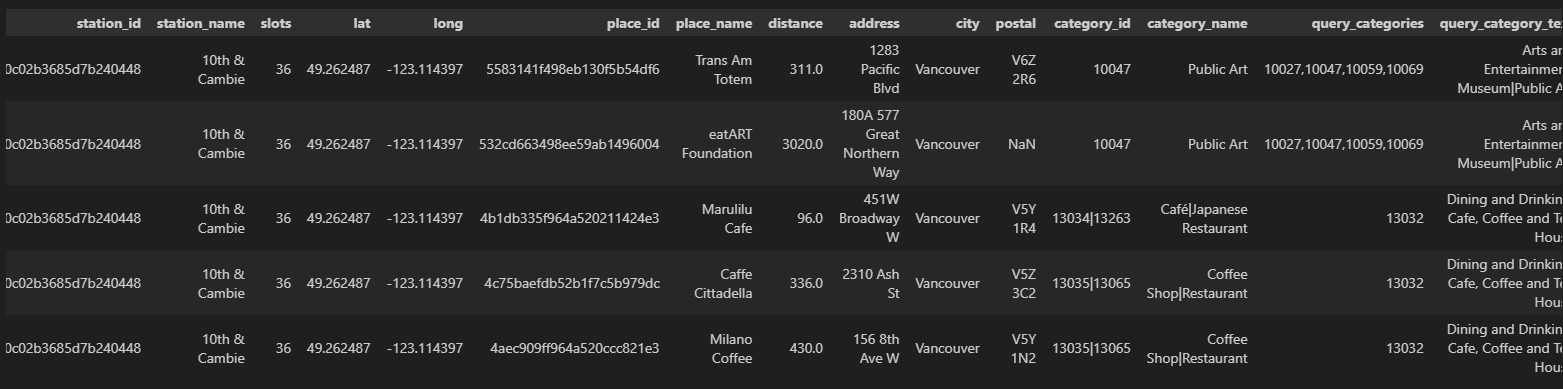 station_id station_name slots lat long place_id place_name distance address city postal category_id category_name query_categories query_category_te
0c02b3685d7b240448 10th & Cambie 36 49.262487 -123.114397 5583141f498eb130f5b54df6 Trans Am Totem 311.0 1283 Pacific Blvd Vancouver V6Z 2R6 10047 Public Art 10027,10047,10059,10069 Arts ar Entertainmer Museum|Public A
0c02b3685d7b240448 10th & Cambie 36 49.262487 -123.114397 532cd663498ee59ab1496004 eatART Foundation 3020.0 180A 577 Great Northern Way Vancouver NaN 10047 Public Art 10027,10047,10059,10069 Arts ar Entertainmer Museum|Public A
0c02b3685d7b240448 10th & Cambie 36 49.262487 -123.114397 4b1db335f964a520211424e3 Marulilu Cafe 96.0 451W Broadway W Vancouver V5Y 1R4 13034|13263 Café|Japanese Restaurant 13032 Dining and Drinkin Cafe, Coffee and Te Hous
0c02b3685d7b240448 10th & Cambie 36 49.262487 -123.114397 4c75baefdb52b1f7c5b979dc Caffe Cittadella 336.0 2310 Ash St Vancouver V5Z 3C2 13035|13065 Coffee Shop|Restaurant 13032 Dining and Drinkin Cafe, Coffee and Te Hous
0c02b3685d7b240448 10th & Cambie 36 49.262487 -123.114397 4aec909ff964a520ccc821e3 Milano Coffee 430.0 156 8th Ave W Vancouver V5Y 1N2 13035|13065 Coffee Shop|Restaurant 13032 Dining and Drinkin Cafe, Coffee and Te Hous